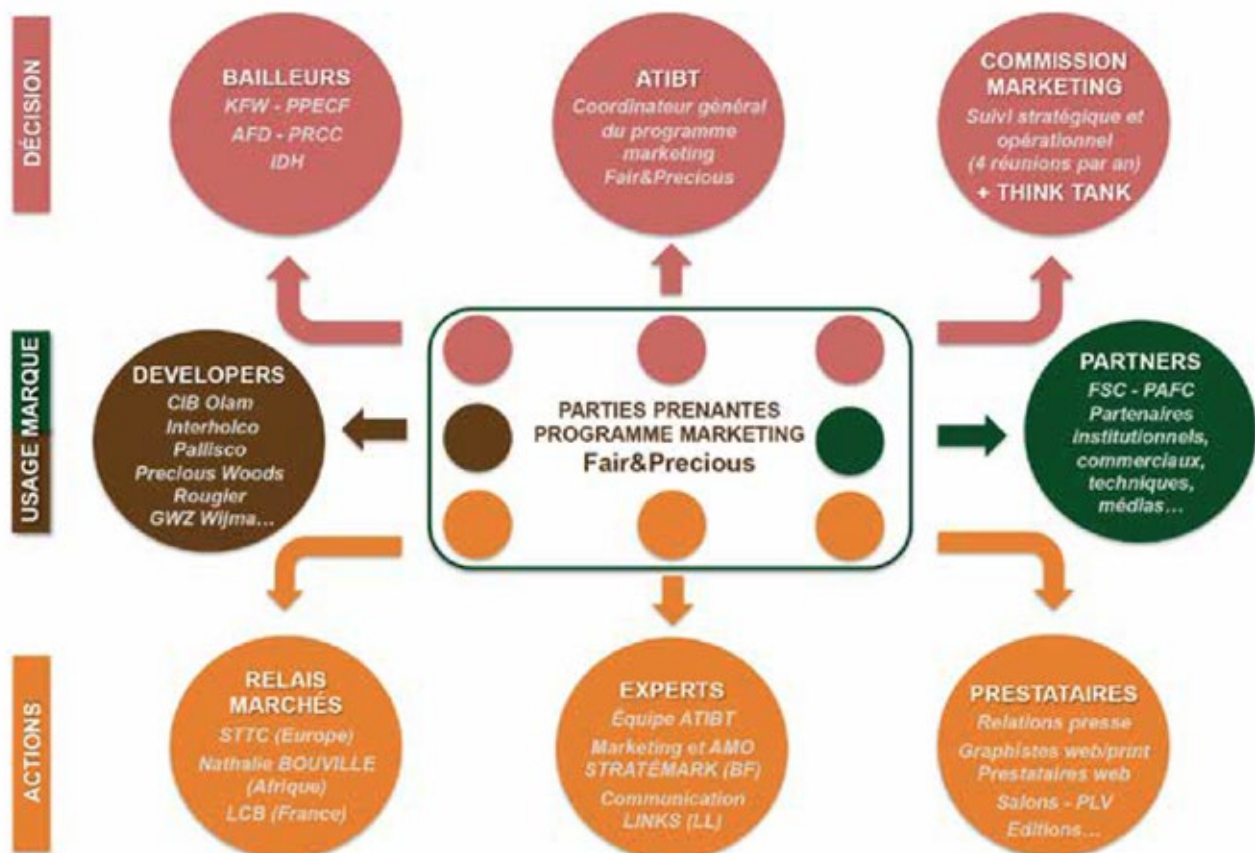 DÉCISION
BAILLEURS
KFW - PPECF
AFD - PRCC
IDH
ATIBT
Coordinateur général
du programme
marketing
Fair&Precious
COMMISSION
MARKETING
Suivi stratégique et
opérationnel
(4 réunions par an)
+ THINK TANK
USAGE MARQUE
DEVELOPERS
CIB Olam
Interholco
Pallisco
Precious Woods
Rougier
GWZ Wijma...
PARTIES PRENANTES
PROGRAMME MARKETING
Fair&Precious
PARTNERS
FSC - PAFC
Partenaires
institutionnels,
commerciaux,
techniques,
médias...
ACTIONS
RELAIS
MARCHÉS
STTC (Europe)
Nathalie BOUVILLE
(Afrique)
LCB (France)
EXPERTS
Équipe ATIBT
Marketing et AMO
STRATÉMARK (BF)
Communication
LINKS (LL)
PRESTATAIRES
Relations presse
Graphistes web/print
Prestataires web
Salons - PLV
Editions...